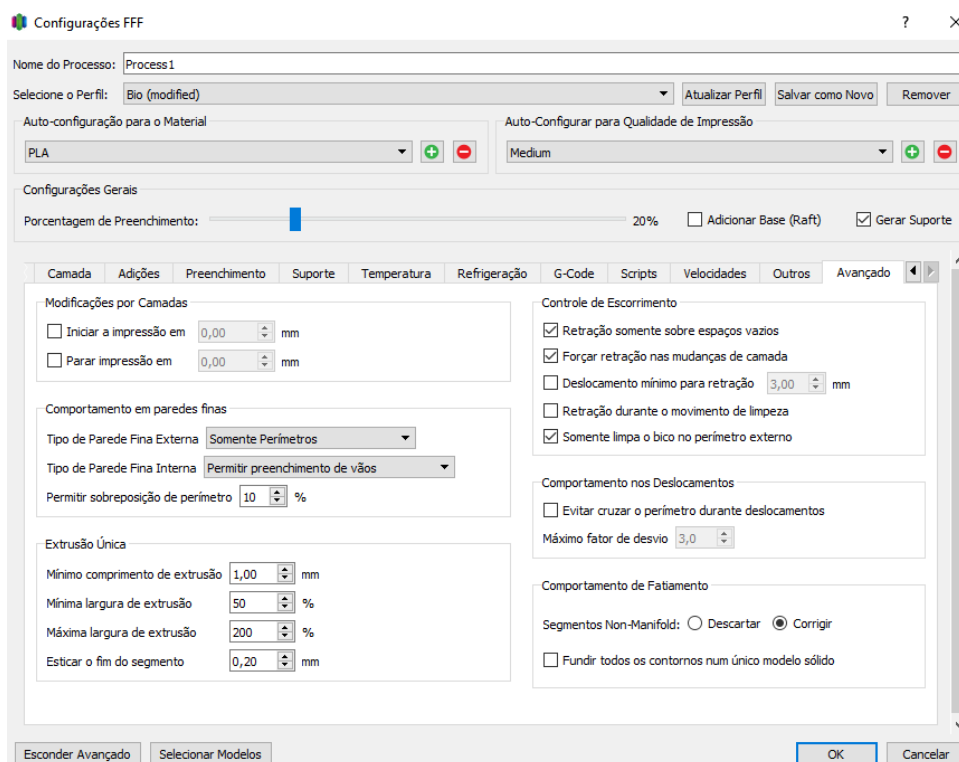 Configurações FFF ?
Nome do Processo: Process1
Selecione o Perfil: Bio (modified) Atualizar Perfil Salvar como Novo Remover
Auto-configuração para o Material Auto-Configurar para Qualidade de Impressão
PLA Medium
Configurações Gerais
Porcentagem de Preenchimento: 20% Adicionar Base (Raft) Gerar Suporte
Camada Adições Preenchimento Suporte Temperatura Refrigeração G-Code Scripts Velocidades Outros Avançado
Modificações por Camadas
Iniciar a impressão em 0,00 mm
Parar impressão em 0,00 mm
Comportamento em paredes finas
Tipo de Parede Fina Externa Somente Perímetros
Tipo de Parede Fina Interna Permitir preenchimento de vãos
Permitir sobreposição de perímetro 10 %
Extrusão Única
Mínimo comprimento de extrusão 1,00 mm
Mínima largura de extrusão 50 %
Máxima largura de extrusão 200 %
Esticar o fim do segmento 0,20 mm
Controle de Escorrimento
Retração somente sobre espaços vazios
Forçar retração nas mudanças de camada
Deslocamento mínimo para retração 3,00 mm
Retração durante o movimento de limpeza
Somente limpa o bico no perímetro externo
Comportamento nos Deslocamentos
Evitar cruzar o perímetro durante deslocamentos
Máximo fator de desvio 3,0
Comportamento de Fatiamento
Segmentos Non-Manifold: Descartar Corrigir
Fundir todos os contornos num único modelo sólido
Esconder Avançado Selecionar Modelos OK Cancelar